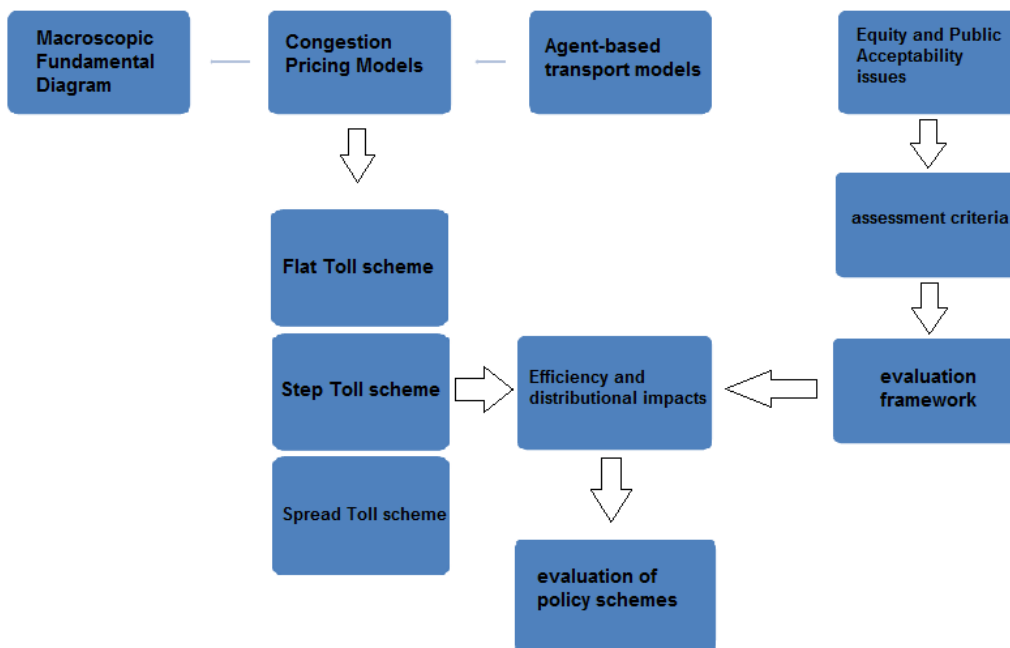 Macroscopic
Fundamental
Diagram
Congestion
Pricing Models
Agent-based
transport models
Equity and Public
Acceptability
issues
assessment criteria
Flat Toll scheme
Step Toll scheme
Efficiency and
distributional impacts
evaluation
framework
Spread Toll scheme
evaluation of
policy schemes